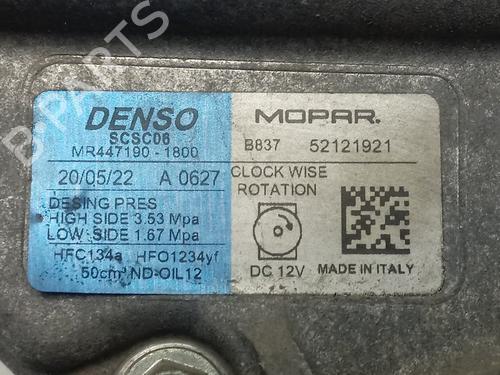 B-PARTS
DENSO
SCSC06
MR447190-1800
20/05/22 A 0627
DESING PRES
HIGH SIDE 3.53 Mpa
LOW SIDE 1.67 Mpa
HFC134a HFO1234yf
50cm³ ND-OIL12
MOPAR.
B837 52121921
CLOCK WISE
ROTATION
DC 12V MADE IN ITALY